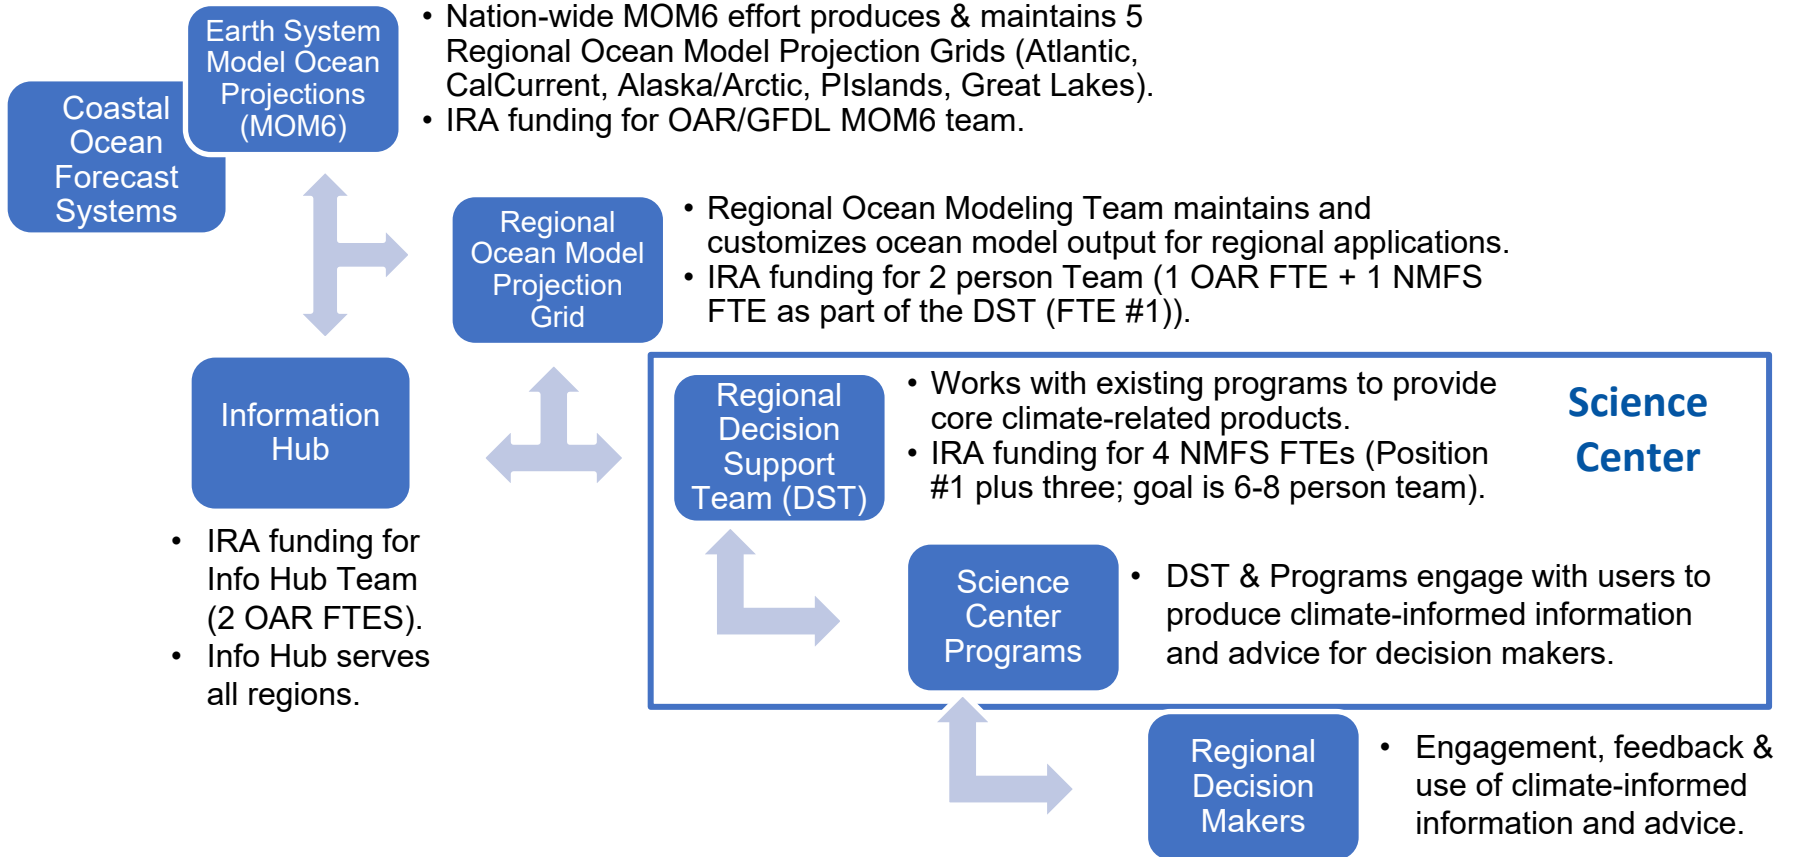 Earth System
Model Ocean
Projections
(MOM6)
• Nation-wide MOM6 effort produces & maintains 5
Regional Ocean Model Projection Grids (Atlantic,
CalCurrent, Alaska/Arctic, PIslands, Great Lakes).
• IRA funding for OAR/GFDL MOM6 team.
Coastal
Ocean
Forecast
Systems
Regional
Ocean Model
Projection
Grid
• Regional Ocean Modeling Team maintains and
customizes ocean model output for regional applications.
• IRA funding for 2 person Team (1 OAR FTE + 1 NMFS
FTE as part of the DST (FTE #1)).
Information
Hub
• IRA funding for
Info Hub Team
(2 OAR FTES).
• Info Hub serves
all regions.
Regional
Decision
Support
Team (DST)
• Works with existing programs to provide
core climate-related products.
• IRA funding for 4 NMFS FTEs (Position
#1 plus three; goal is 6-8 person team).
Science
Center
Science
Center
Programs
• DST & Programs engage with users to
produce climate-informed information
and advice for decision makers.
Regional
Decision
Makers
• Engagement, feedback &
use of climate-informed
information and advice.